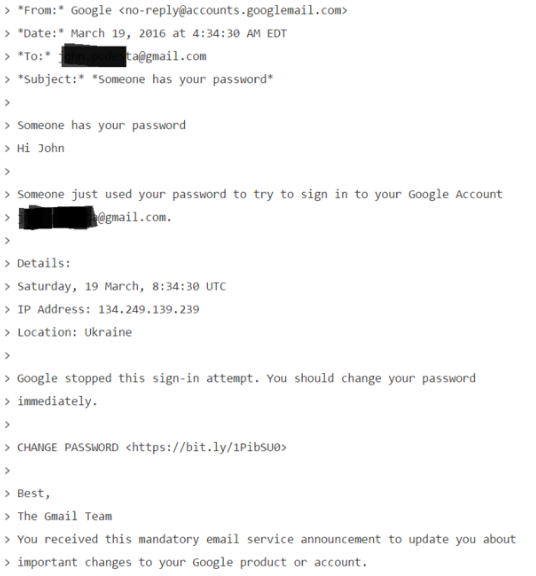 > *From:* Google <no-reply@accounts.googlemail.com>
> *Date:* March 19, 2016 at 4:34:30 AM EDT
> *To:* ta@gmail.com
> *Subject:* *Someone has your password*
>
> Someone has your password
> Hi John
>
> Someone just used your password to try to sign in to your Google Account
> @gmail.com.
>
> Details:
> Saturday, 19 March, 8:34:30 UTC
> IP Address: 134.249.139.239
> Location: Ukraine
>
> Google stopped this sign-in attempt. You should change your password
> immediately.
>
> CHANGE PASSWORD <https://bit.ly/1PibSU0>
>
> Best,
> The Gmail Team
> You received this mandatory email service announcement to update you about
> important changes to your Google product or account.